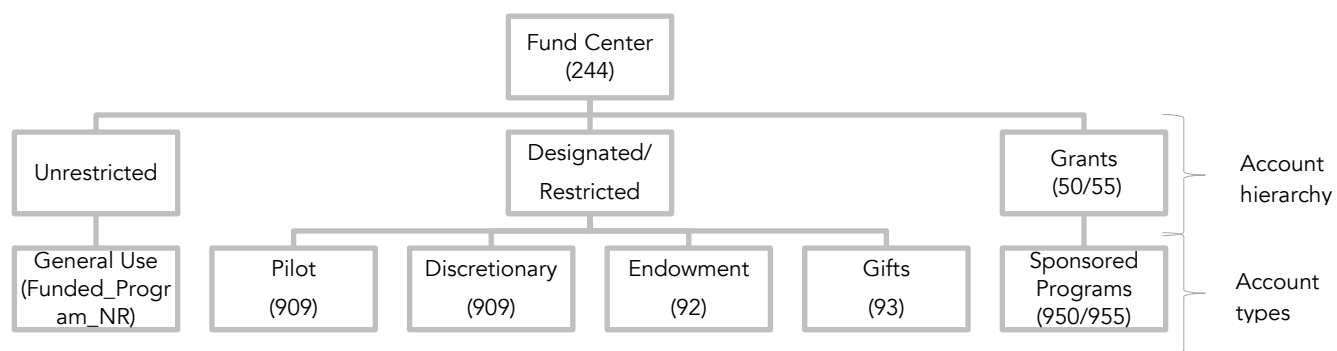 Fund Center
(244)
Unrestricted
Designated/
Restricted
Grants
(50/55)
Account
hierarchy
General Use
(Funded_Progr
am_NR)
Pilot
(909)
Discretionary
(909)
Endowment
(92)
Gifts
(93)
Sponsored
Programs
(950/955)
Account
types